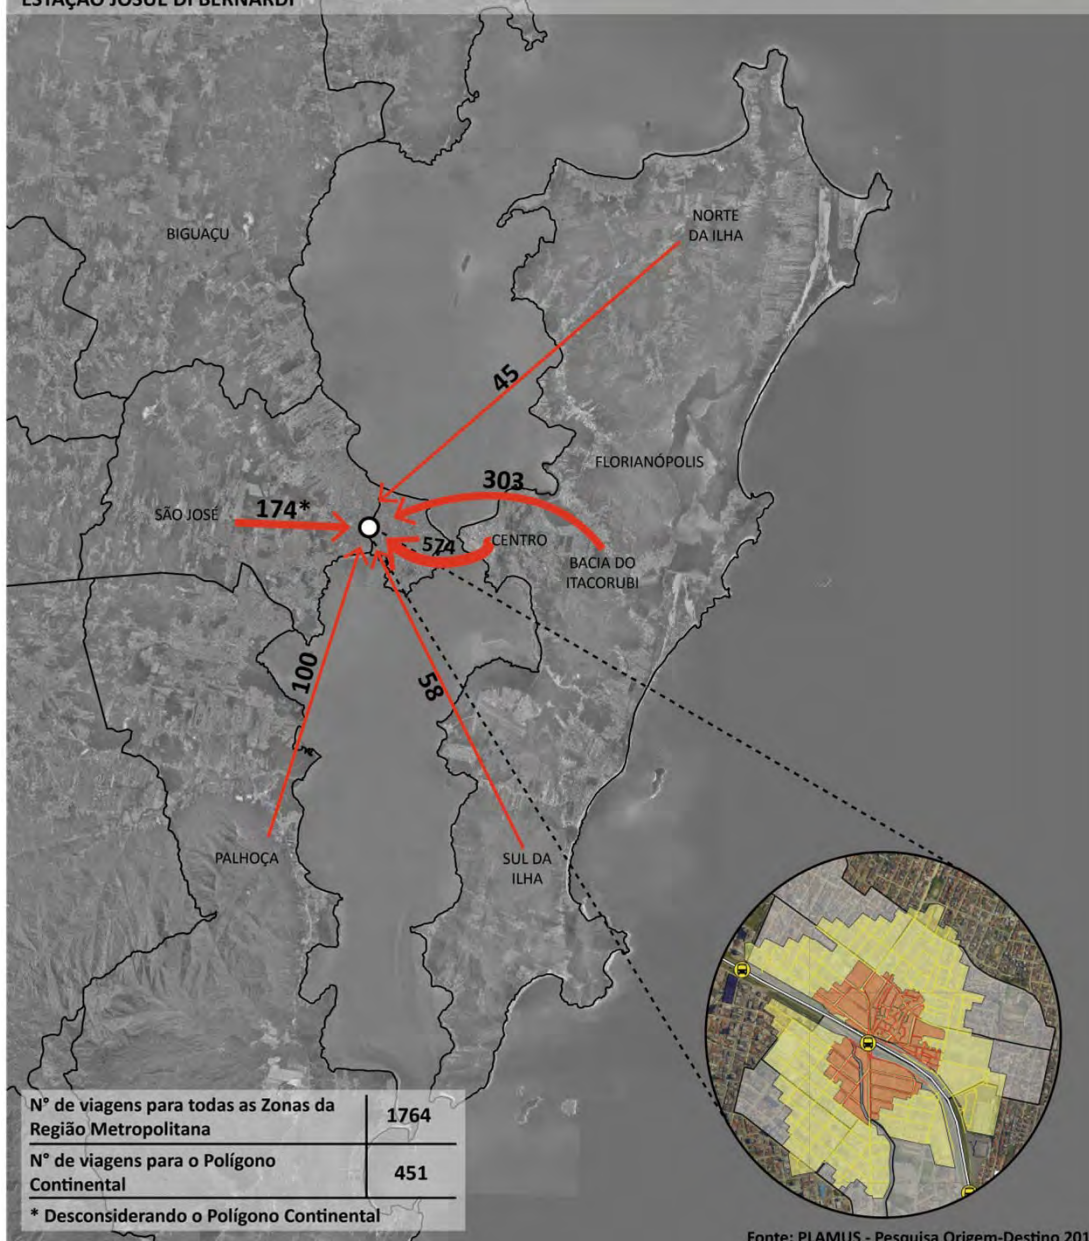 ESTAÇÃO JOSUÉ DI BERNARDI
NORTE
DA ILHA
BIGUAÇU
45
FLORIANÓPOLIS
303
SÃO JOSÉ
174*
574
CENTRO
BACIA DO
ITACORUBI
100
58
PALHOÇA
SUL DA
ILHA
N° de viagens para todas as Zonas da
Região Metropolitana
1764
N° de viagens para o Polígono
Continental
451
* Desconsiderando o Polígono Continental
Fonte: PLAMUS - Pesquisa Origem-Destino